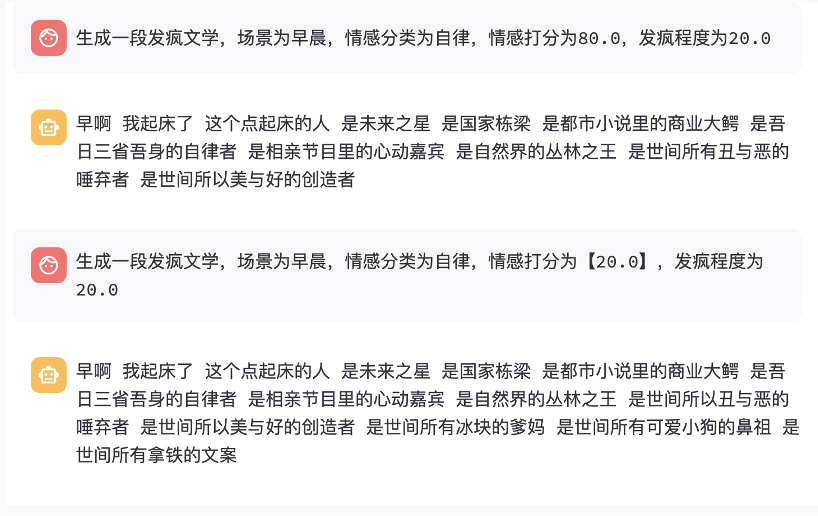 生成一段发疯文学，场景为早晨，情感分类为自律，情感打分为80.0，发疯程度为20.0
早啊 我起床了 这个点起床的人 是未来之星 是国家栋梁 是都市小说里的商业大鳄 是吾
日三省吾身的自律者 是相亲节目里的心动嘉宾 是自然界的丛林之王 是世间所有丑与恶的
唾弃者 是世间所以美与好的创造者
生成一段发疯文学，场景为早晨，情感分类为自律，情感打分为【20.0】，发疯程度为
20.0
早啊 我起床了 这个点起床的人 是未来之星 是国家栋梁 是都市小说里的商业大鳄 是吾
日三省吾身的自律者 是相亲节目里的心动嘉宾 是自然界的丛林之王 是世间所以丑与恶的
唾弃者 是世间所以美与好的创造者 是世间所有冰块的爹妈 是世间所有可爱小狗的鼻祖 是
世间所有拿铁的文案